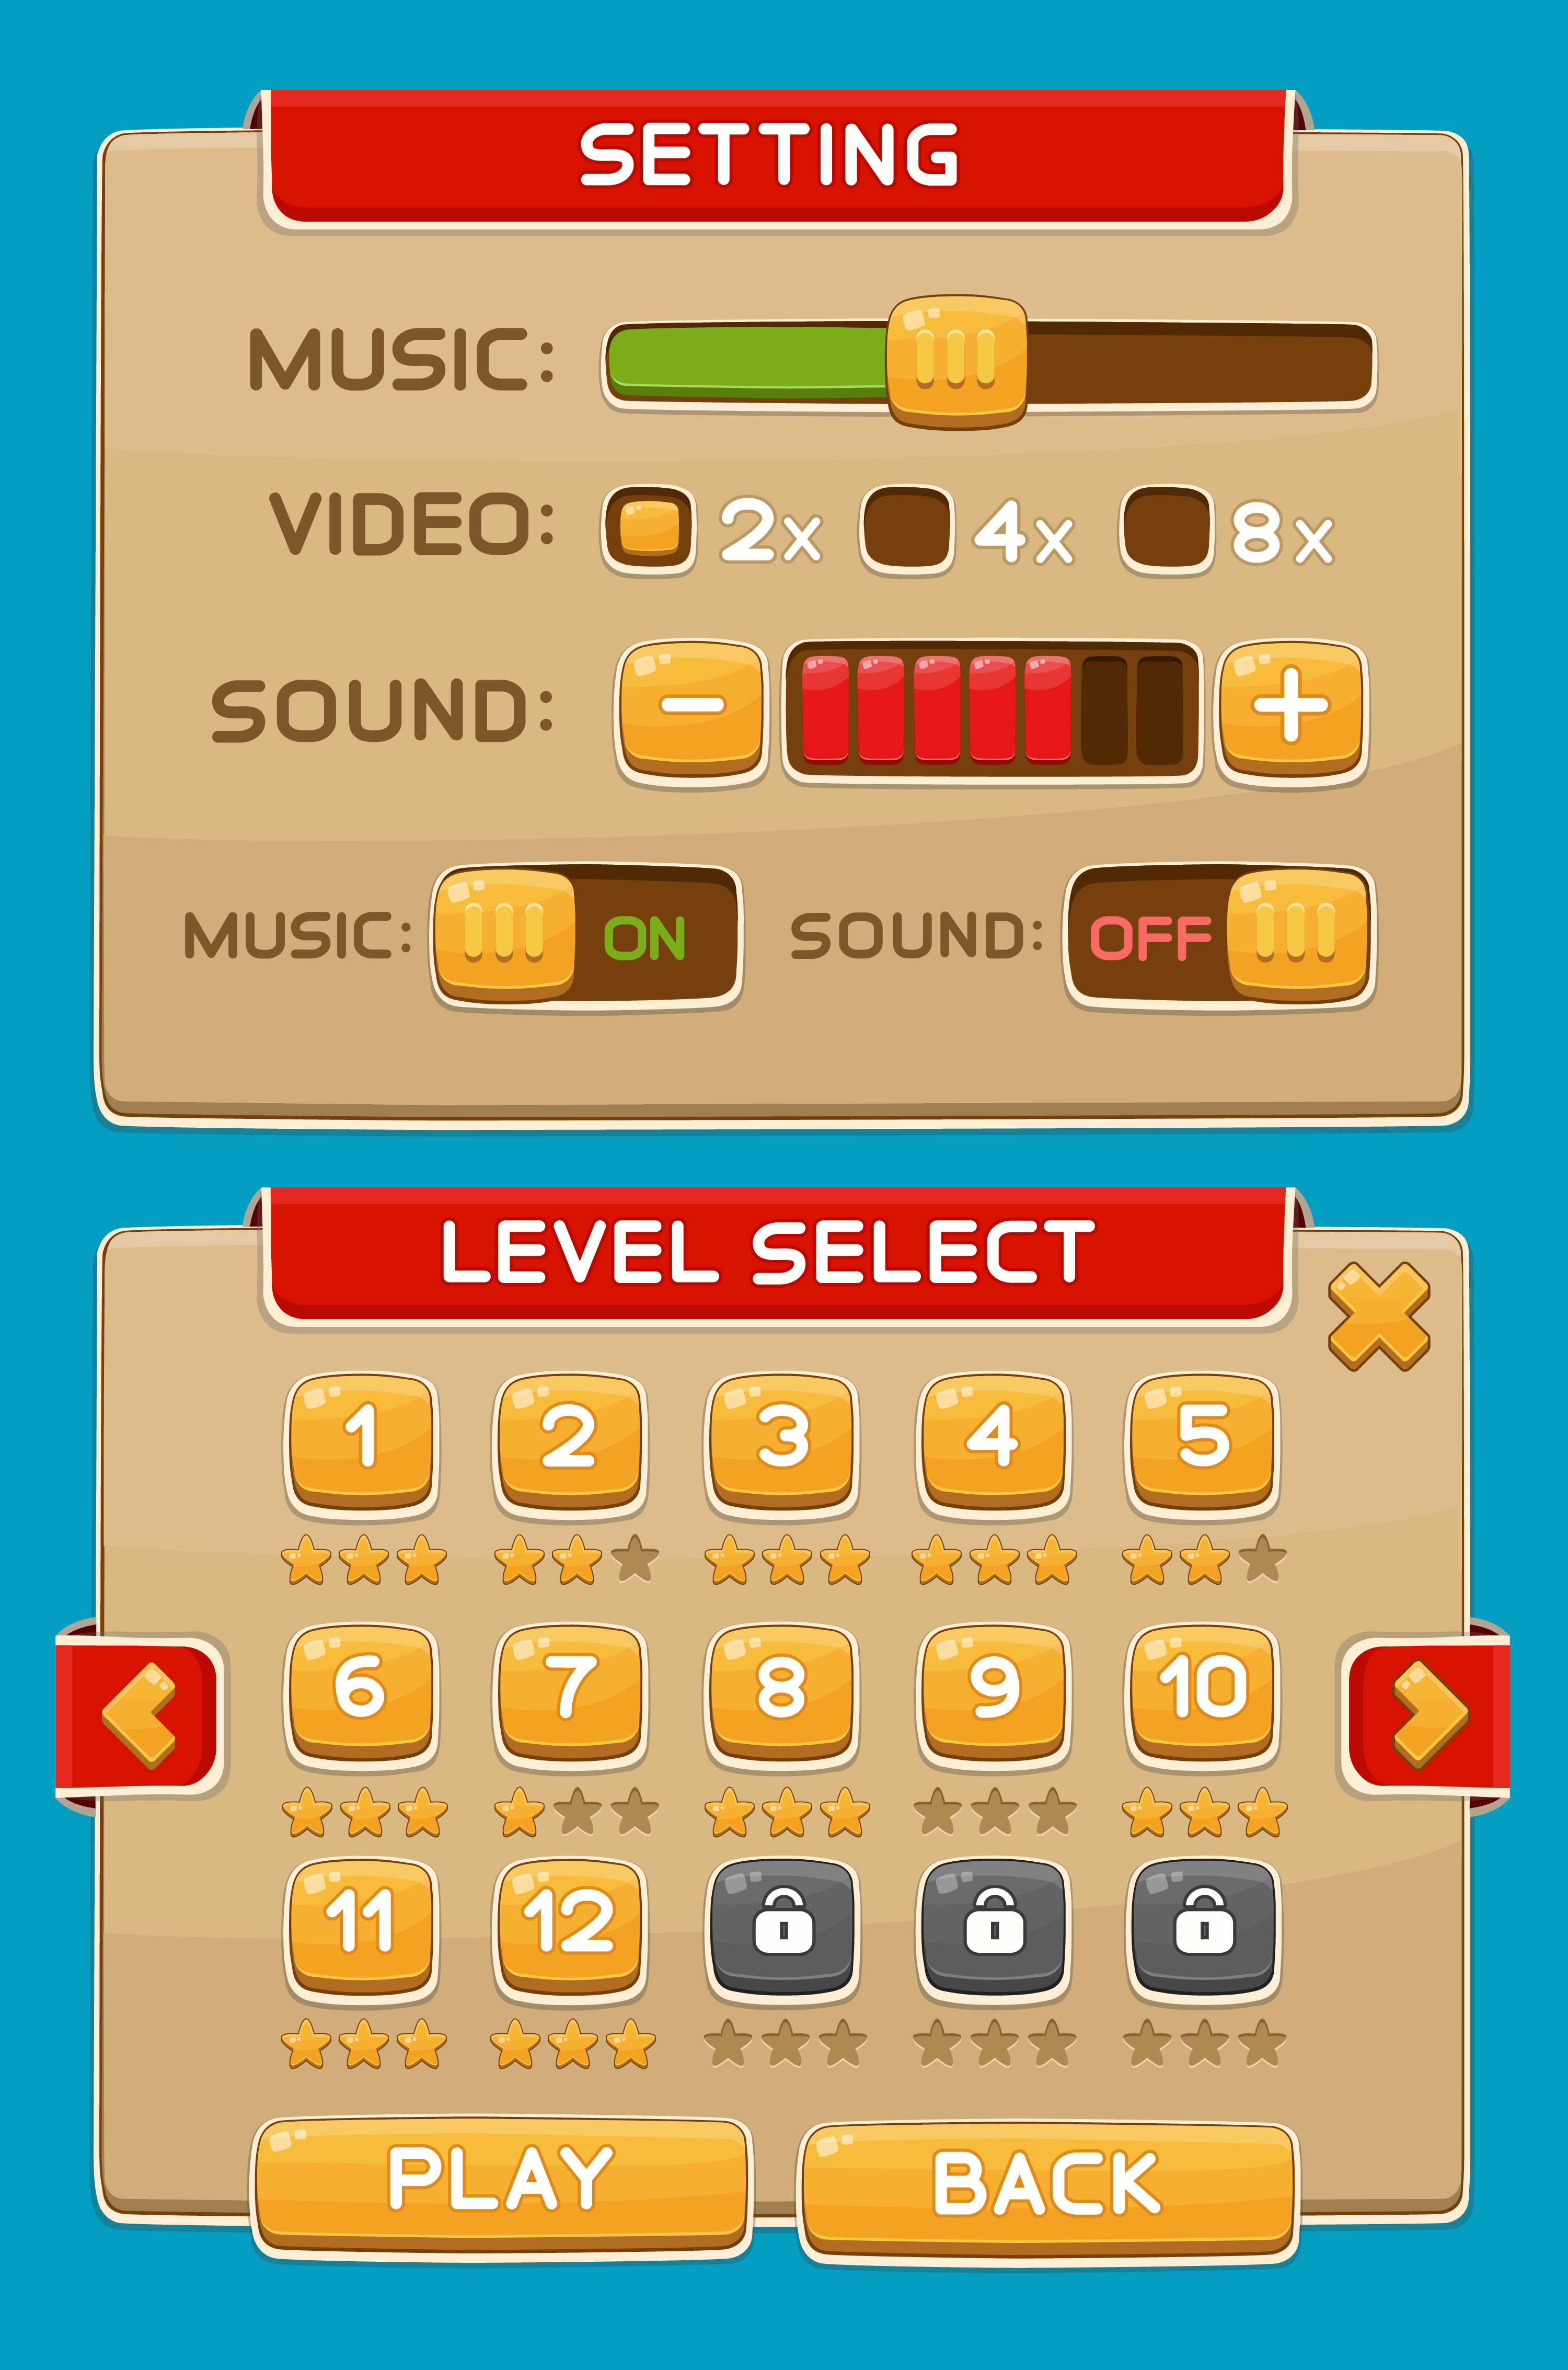 SETTING
MUSIC:
VIDEO: 2x 4x 8x
SOUND: - +
MUSIC: ON SOUND: OFF
LEVEL SELECT
1 2 3 4 5
6 7 8 9 10
11 12
PLAY BACK